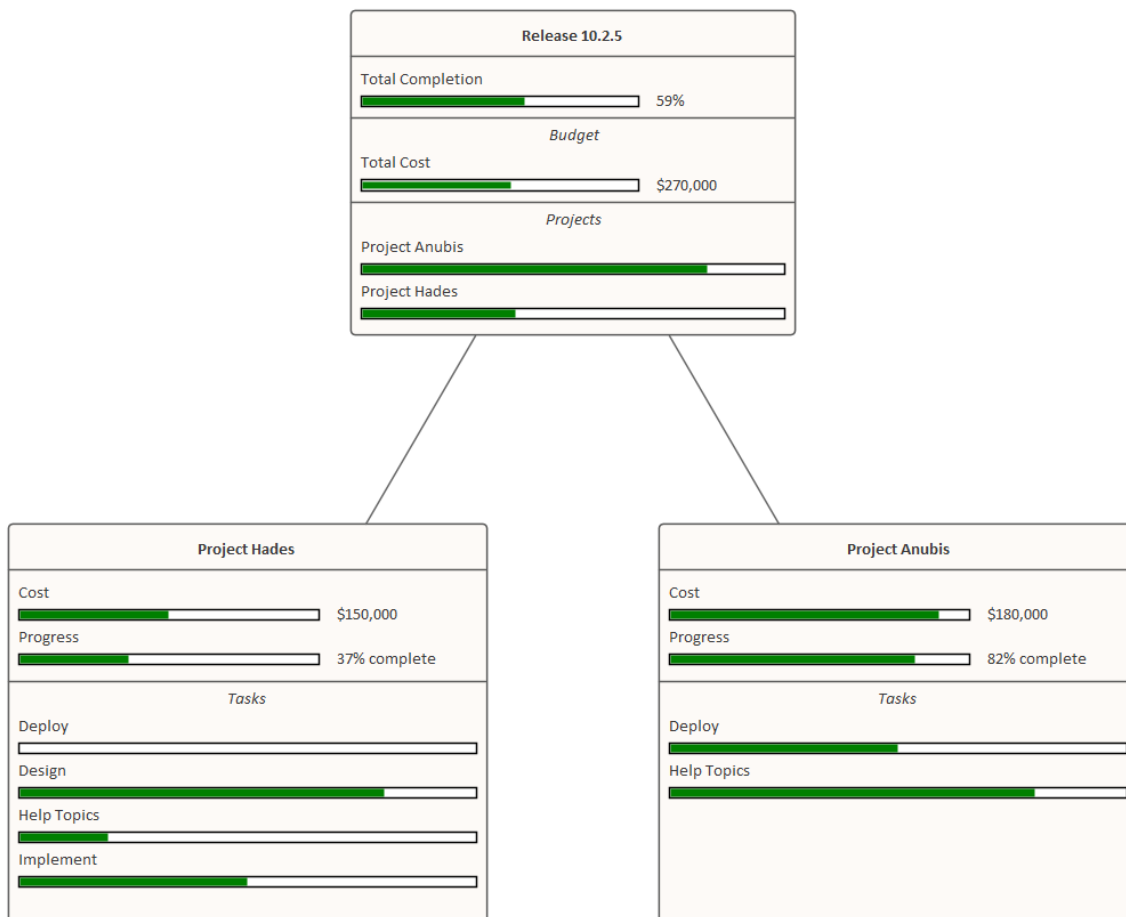 Release 10.2.5
Total Completion
59%
Budget
Total Cost
$270,000
Projects
Project Anubis
Project Hades
Project Hades
Cost
$150,000
Progress
37% complete
Tasks
Deploy
Design
Help Topics
Implement
Project Anubis
Cost
$180,000
Progress
82% complete
Tasks
Deploy
Help Topics